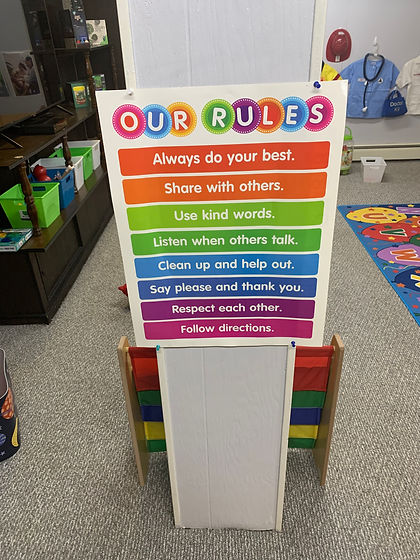 OUR RULES
Always do your best.
Share with others.
Use kind words.
Listen when others talk.
Clean up and help out.
Say please and thank you.
Respect each other.
Follow directions.
Doctor
U
V
W